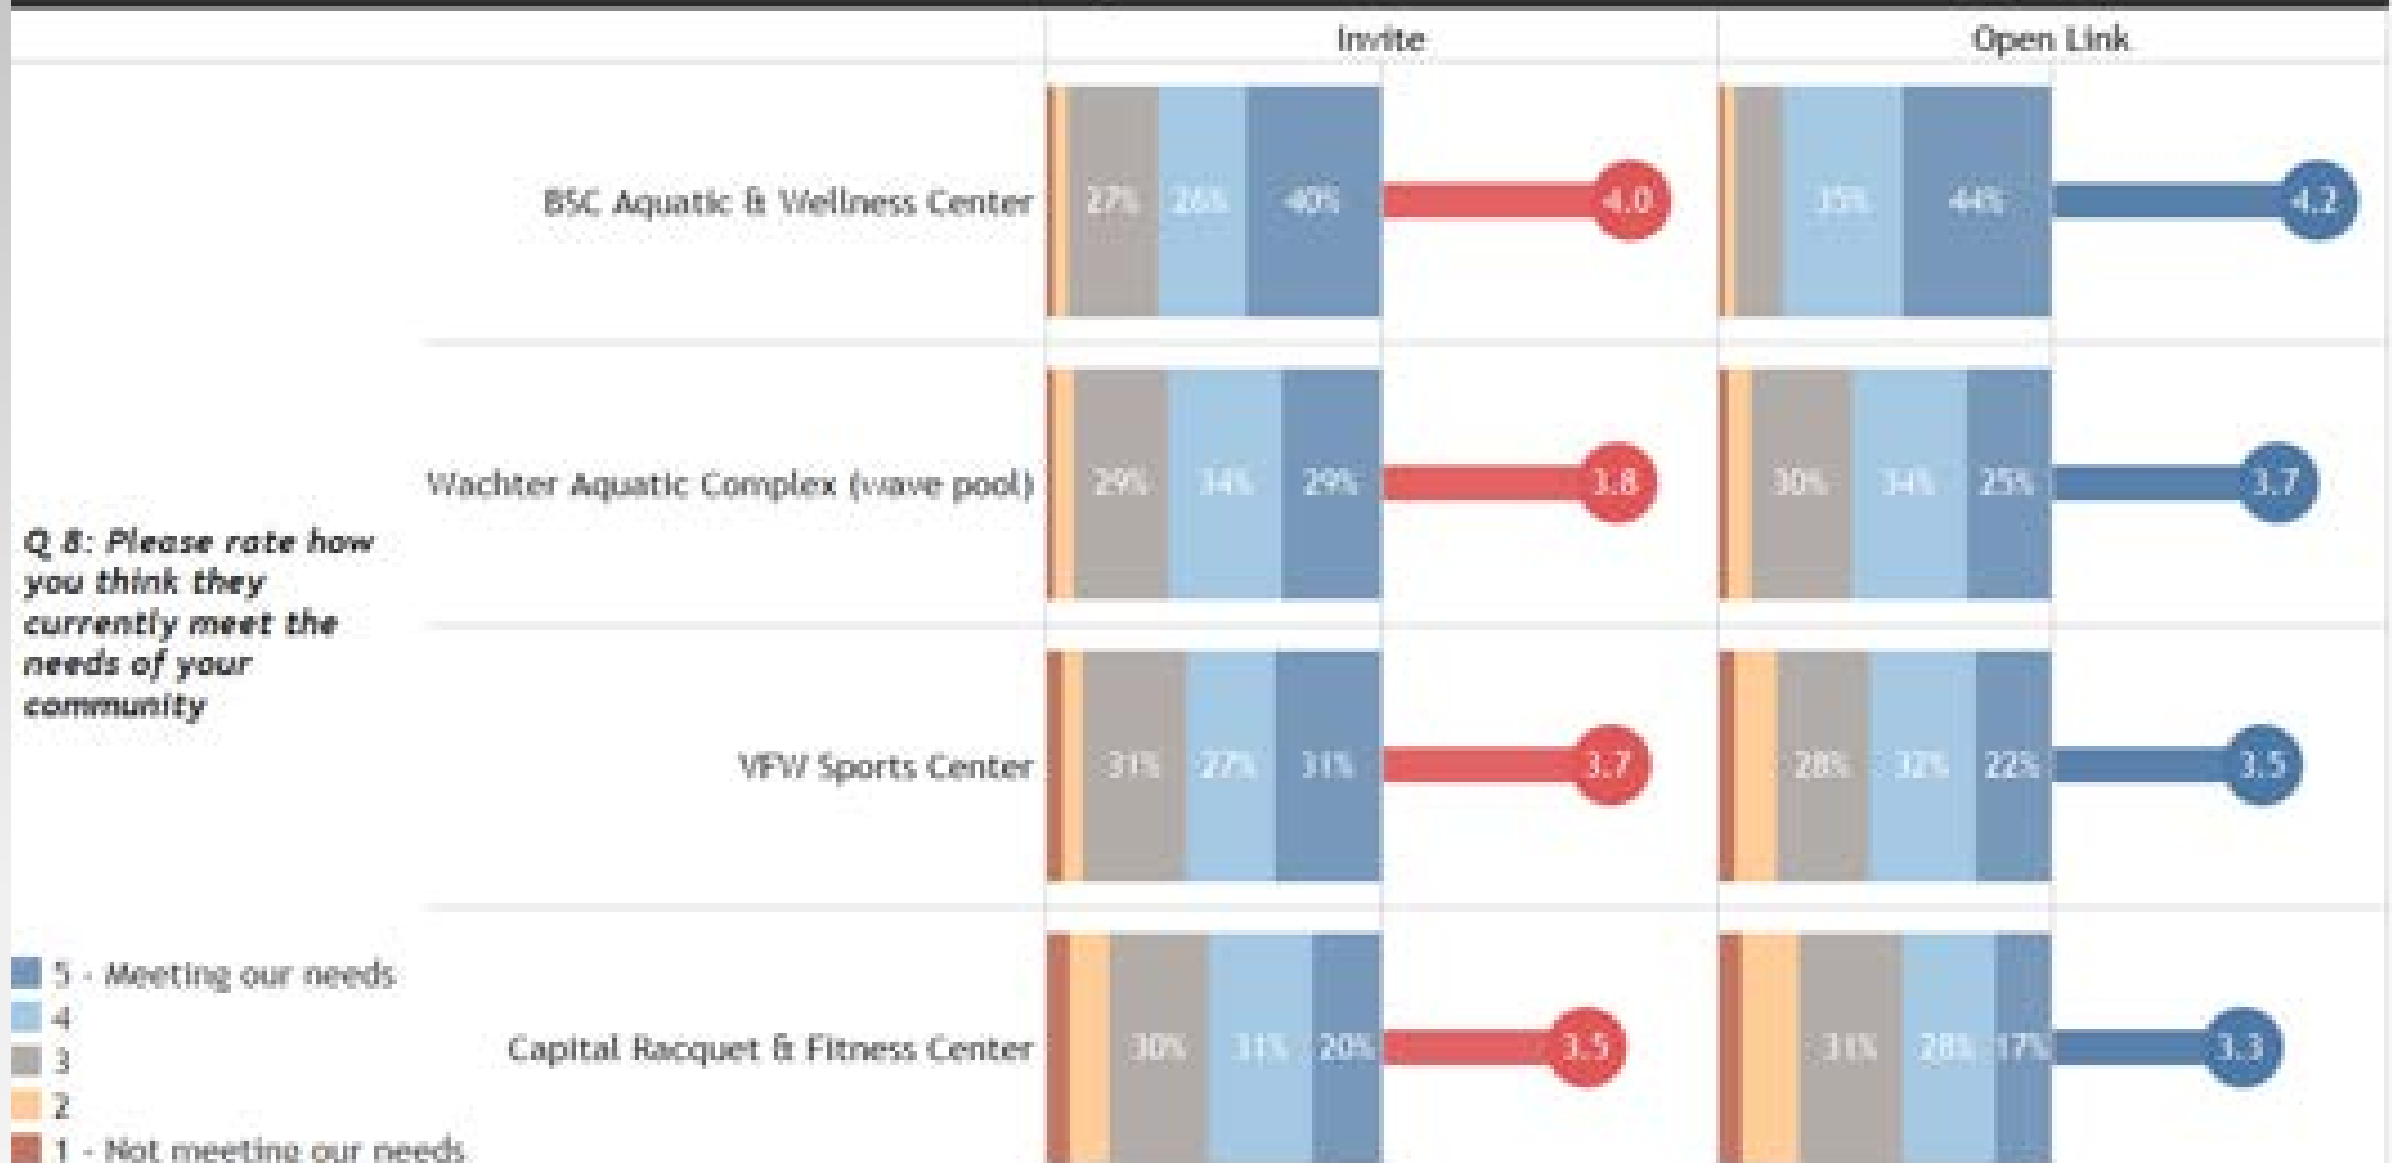 Invite Open Link
BSC Aquatic & Wellness Center 27% 26% 40% 4.0 35% 44% 4.2
Wachter Aquatic Complex (wave pool) 29% 34% 29% 3.8 30% 34% 25% 3.7
Q 8: Please rate how
you think they
currently meet the
needs of your
community
VFW Sports Center 31% 27% 31% 3.7 28% 32% 22% 3.5
5 - Meeting our needs
4
3
2
1 - Not meeting our needs
Capital Racquet & Fitness Center 30% 31% 20% 3.5 31% 28% 17% 3.3